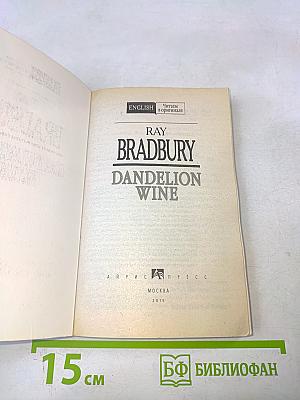 ENGLISH Читаем в оригинале
RAY
BRADBURY
DANDELION
WINE
АЙРИС ПРЕСС
МОСКВА
15 см
БФ БИБЛИОФАН